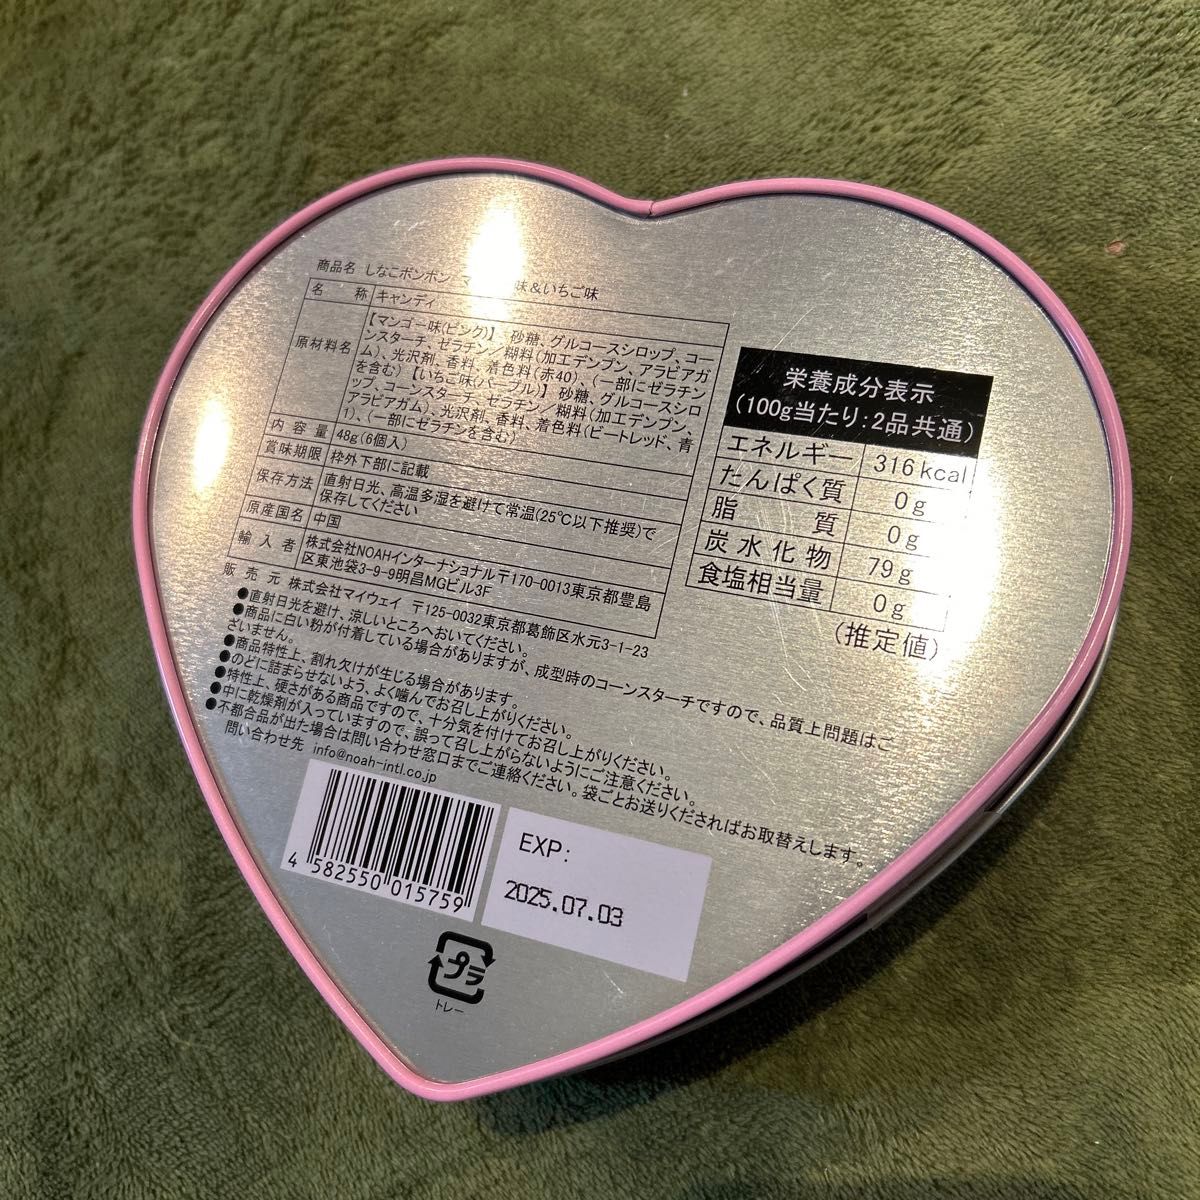 商品名 しなこボンボン マ 味&いちご味
名 称 キャンディ
原材料名 【マンゴー味(ピンク)】 砂糖、グルコースシロップ、コー
ンスターチ、ゼラチン/糊料(加工デンプン、アラビアガ
ム)、光沢剤、香料、着色料(赤40)、(一部にゼラチン
を含む)【いちご味(パープル)】 砂糖、グルコースシロ
ップ、コーンスターチ、ゼラチン/糊料(加工デンプン、
アラビアガム)、光沢剤、香料、着色料(ビートレッド、青
1)、(一部にゼラチンを含む)
内 容 量 48g(6個入)
賞味期限 枠外下部に記載
保存方法 直射日光、高温多湿を避けて常温(25℃以下推奨)で
保存してください
原産国名 中国
輸 入 者 株式会社NOAHインターナショナル〒170-0013東京都豊島
区東池袋3-9-9明昌MGビル3F
販 売 元 株式会社マイウェイ 〒125-0032東京都葛飾区水元3-1-23
●直射日光を避け、涼しいところへおいてください。
●商品に白い粉が付着している場合がありますが、成型時のコーンスターチですので、品質上問題はご
ざいません。
●商品特性上、割れ欠けが生じる場合があります。
●のどに詰まらせないよう、よく噛んでお召し上がりください。
●特性上、硬さがある商品ですので、十分気を付けてお召し上がりください。
●中に乾燥剤が入っていますので、誤って召し上がらないようにご注意ください。
●不都合品が出た場合は問い合わせ窓口までご連絡ください。袋ごとお送りくださればお取替えします。
問い合わせ先 info@noah-intl.co.jp
栄養成分表示
(100g当たり:2品共通)
エネルギー 316kcal
たんぱく質 0g
脂 質 0g
炭水化物 79g
食塩相当量 0g
(推定値)
4 582550 015759
EXP:
2025.07.03
プラ
トレー